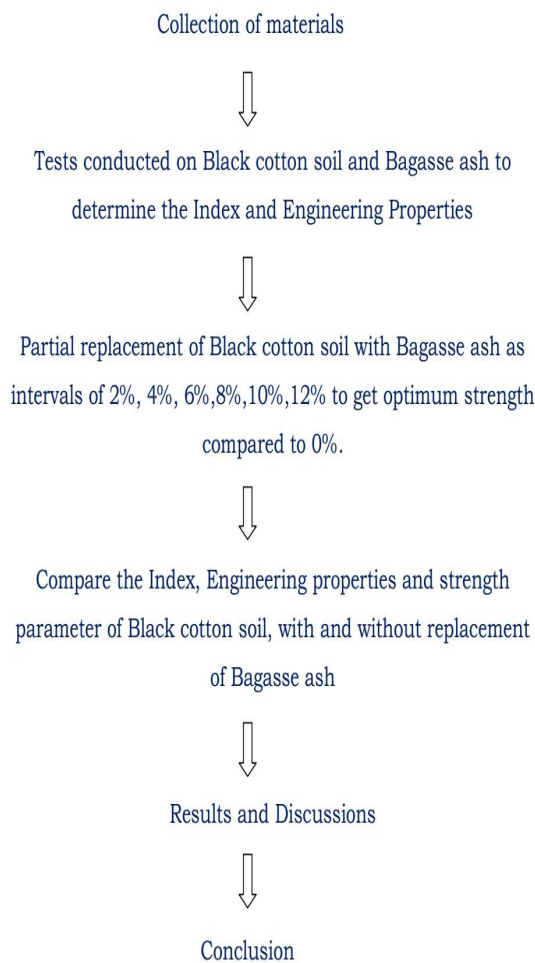 Collection of materials
Tests conducted on Black cotton soil and Bagasse ash to
determine the Index and Engineering Properties
Partial replacement of Black cotton soil with Bagasse ash as
intervals of 2%, 4%, 6%,8%,10%,12% to get optimum strength
compared to 0%.
Compare the Index, Engineering properties and strength
parameter of Black cotton soil, with and without replacement
of Bagasse ash
Results and Discussions
Conclusion